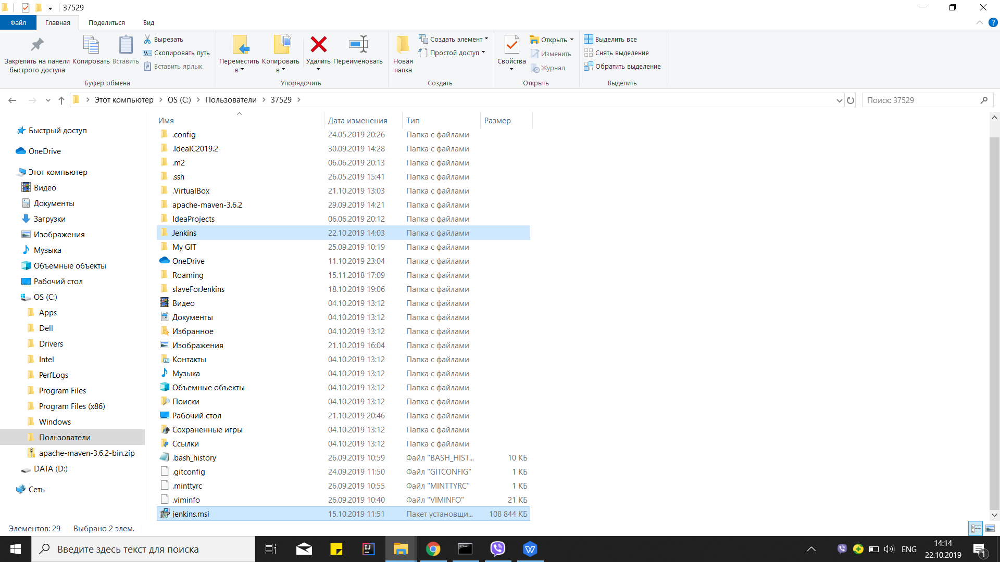 37529
Файл
Главная
Поделиться
Вид
Закрепить на панели быстрого доступа
Копировать
Вставить
Вырезать
Скопировать путь
Вставить ярлык
Буфер обмена
Переместить в
Копировать в
Удалить
Переименовать
Упорядочить
Новая папка
Создать элемент
Простой доступ
Создать
Свойства
Открыть
Изменить
Журнал
Открыть
Выделить все
Снять выделение
Обратить выделение
Выделить
Этот компьютер
OS (C:)
Пользователи
37529
Поиск: 37529
Быстрый доступ
OneDrive
Этот компьютер
Видео
Документы
Загрузки
Изображения
Музыка
Объемные объекты
Рабочий стол
OS (C:)
Apps
Dell
Drivers
Intel
PerfLogs
Program Files
Program Files (x86)
Windows
Пользователи
apache-maven-3.6.2-bin.zip
DATA (D:)
Сеть
Имя Дата изменения Тип Размер
.config 24.05.2019 20:26 Папка с файлами
.IdeaIC2019.2 30.09.2019 14:28 Папка с файлами
.m2 06.06.2019 20:13 Папка с файлами
.ssh 26.05.2019 15:41 Папка с файлами
.VirtualBox 21.10.2019 13:03 Папка с файлами
apache-maven-3.6.2 29.09.2019 14:21 Папка с файлами
IdeaProjects 06.06.2019 20:12 Папка с файлами
Jenkins 22.10.2019 14:03 Папка с файлами
My GIT 25.09.2019 10:19 Папка с файлами
OneDrive 11.10.2019 23:04 Папка с файлами
Roaming 15.11.2018 17:09 Папка с файлами
slaveForJenkins 18.10.2019 19:06 Папка с файлами
Видео 04.10.2019 13:12 Папка с файлами
Документы 04.10.2019 13:12 Папка с файлами
Избранное 04.10.2019 13:12 Папка с файлами
Изображения 21.10.2019 16:04 Папка с файлами
Контакты 04.10.2019 13:12 Папка с файлами
Музыка 04.10.2019 13:12 Папка с файлами
Объемные объекты 04.10.2019 13:12 Папка с файлами
Поиски 04.10.2019 13:12 Папка с файлами
Рабочий стол 21.10.2019 20:46 Папка с файлами
Сохраненные игры 04.10.2019 13:12 Папка с файлами
Ссылки 04.10.2019 13:12 Папка с файлами
.bash_history 26.09.2019 10:59 Файл "BASH_HIST... 10 КБ
.gitconfig 24.09.2019 11:50 Файл "GITCONFIG" 1 КБ
.minttyrc 26.09.2019 10:55 Файл "MINTTYRC" 1 КБ
.viminfo 26.09.2019 10:40 Файл "VIMINFO" 21 КБ
jenkins.msi 15.10.2019 11:51 Пакет установщи... 108 844 КБ
Элементов: 29 Выбрано 2 элем.
Введите здесь текст для поиска
ENG
14:14
22.10.2019
1